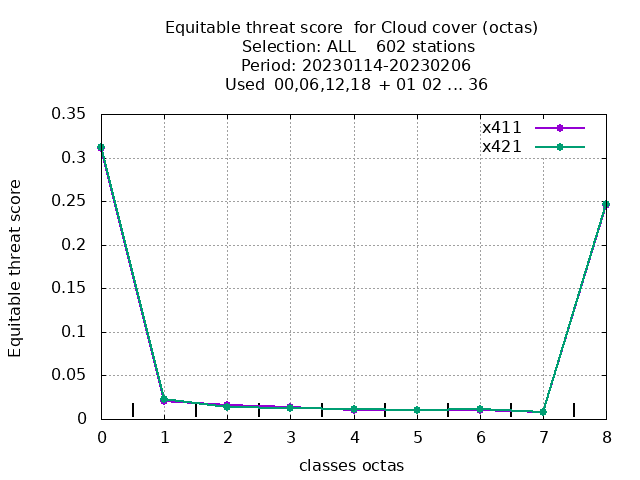 Equitable threat score  for Cloud cover (octas)
Selection: ALL    602 stations
Period: 20230114-20230206
Used  00,06,12,18 + 01 02 ... 36
x411
x421
0.35
0.3
0.25
0.2
0.15
0.1
0.05
0
Equitable threat score
0 1 2 3 4 5 6 7 8
classes octas